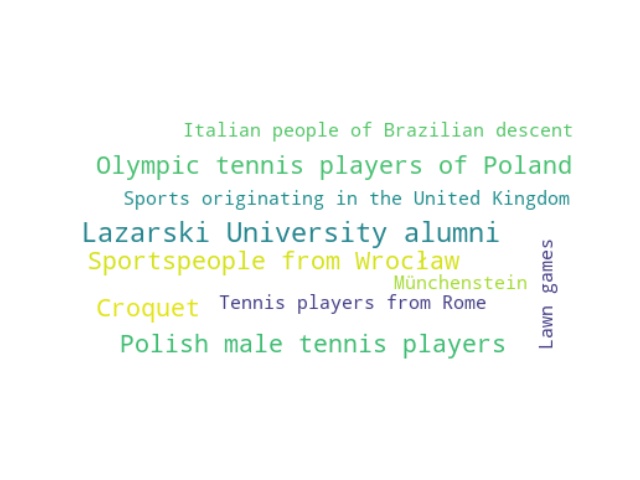 Italian people of Brazilian descent
Olympic tennis players of Poland
Sports originating in the United Kingdom
Lazarski University alumni
Sportspeople from Wrocław
Münchenstein
Lawn games
Croquet
Tennis players from Rome
Polish male tennis players